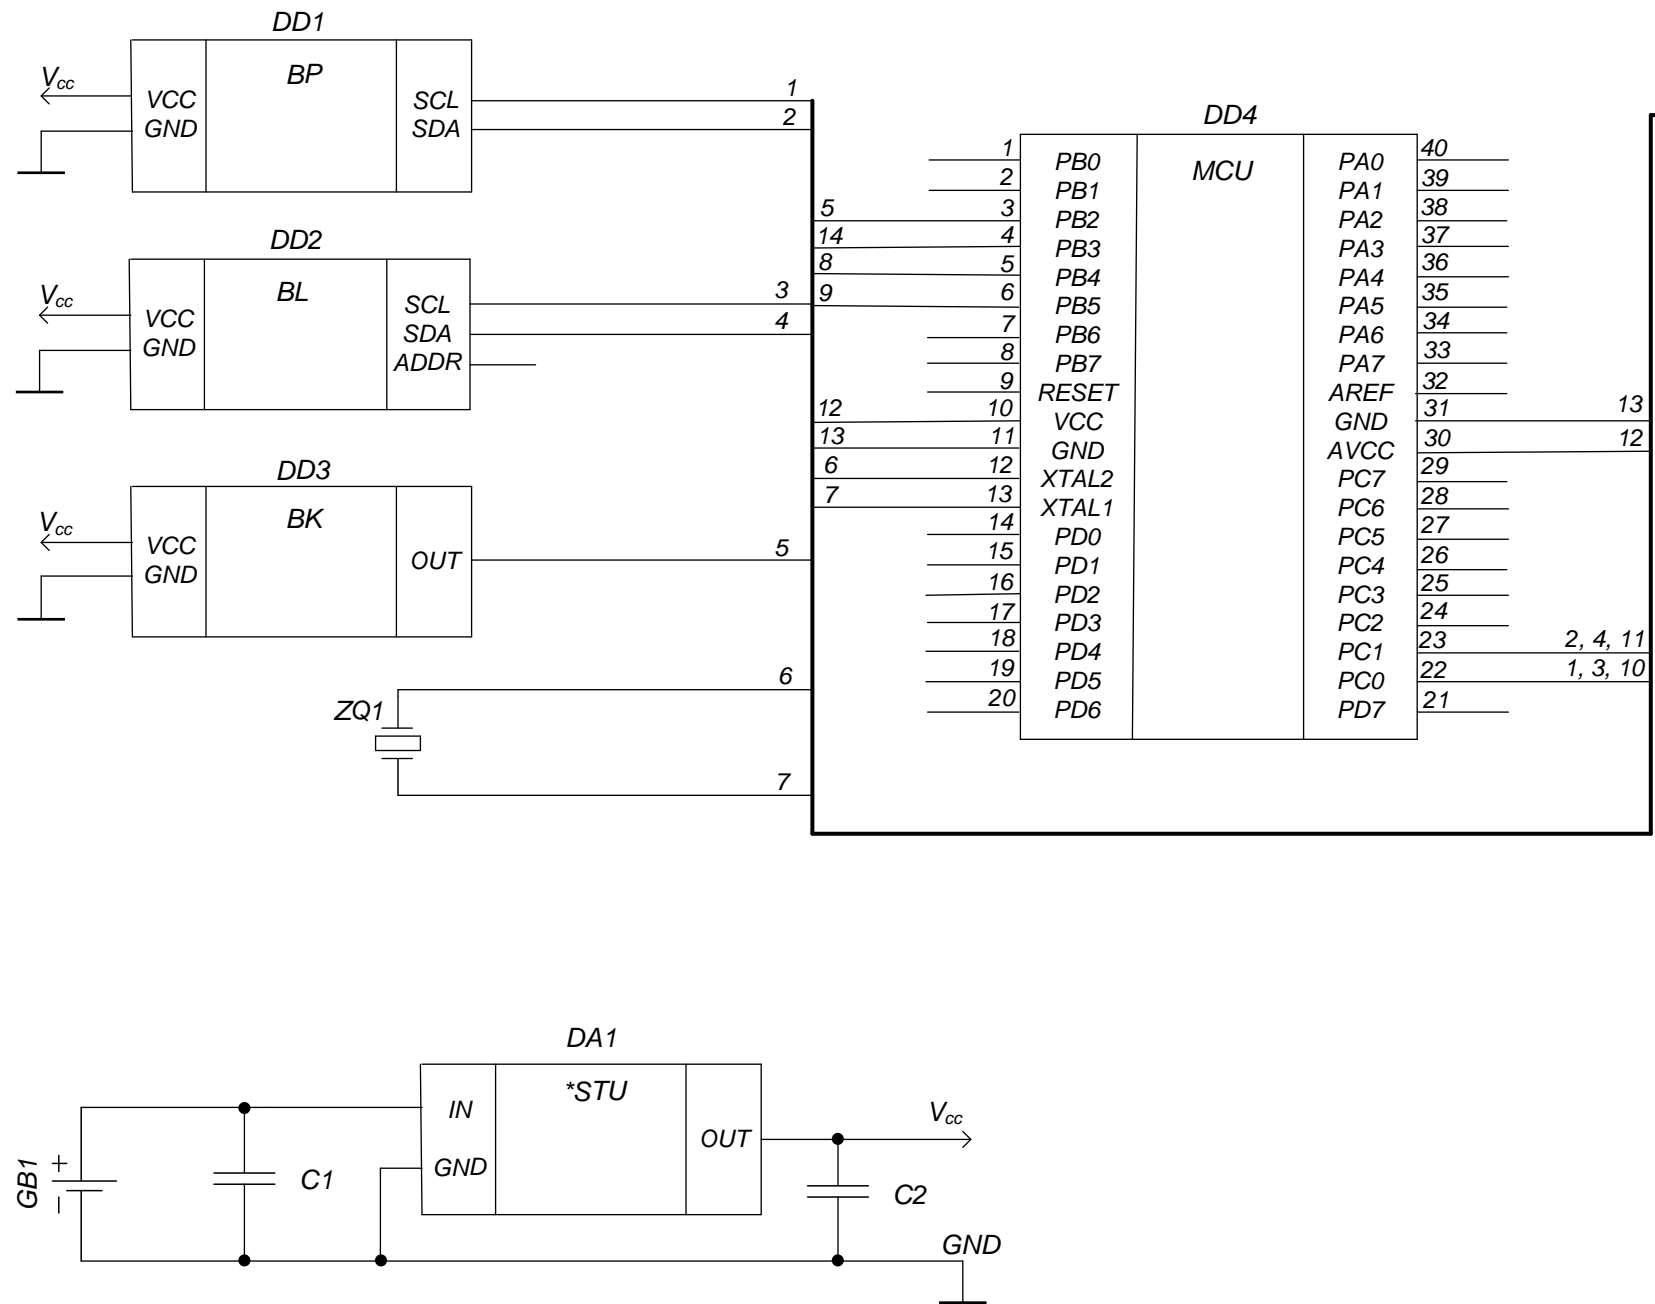 DD1
BP
Vcc
VCC
GND
SCL
SDA
1
2
DD2
BL
Vcc
VCC
GND
SCL
SDA
ADDR
3
4
DD3
BK
Vcc
VCC
GND
OUT
5
ZQ1
6
7
DD4
MCU
5
14
8
9
12
13
6
7
1 PB0
2 PB1
3 PB2
4 PB3
5 PB4
6 PB5
7 PB6
8 PB7
9 RESET
10 VCC
11 GND
12 XTAL2
13 XTAL1
14 PD0
15 PD1
16 PD2
17 PD3
18 PD4
19 PD5
20 PD6
PA0 40
PA1 39
PA2 38
PA3 37
PA4 36
PA5 35
PA6 34
PA7 33
AREF 32
GND 31 13
AVCC 30 12
PC7 29
PC6 28
PC5 27
PC4 26
PC3 25
PC2 24
PC1 23 2, 4, 11
PC0 22 1, 3, 10
PD7 21
DA1
*STU
IN
GND
OUT
Vcc
GB1
+
–
C1
C2
GND